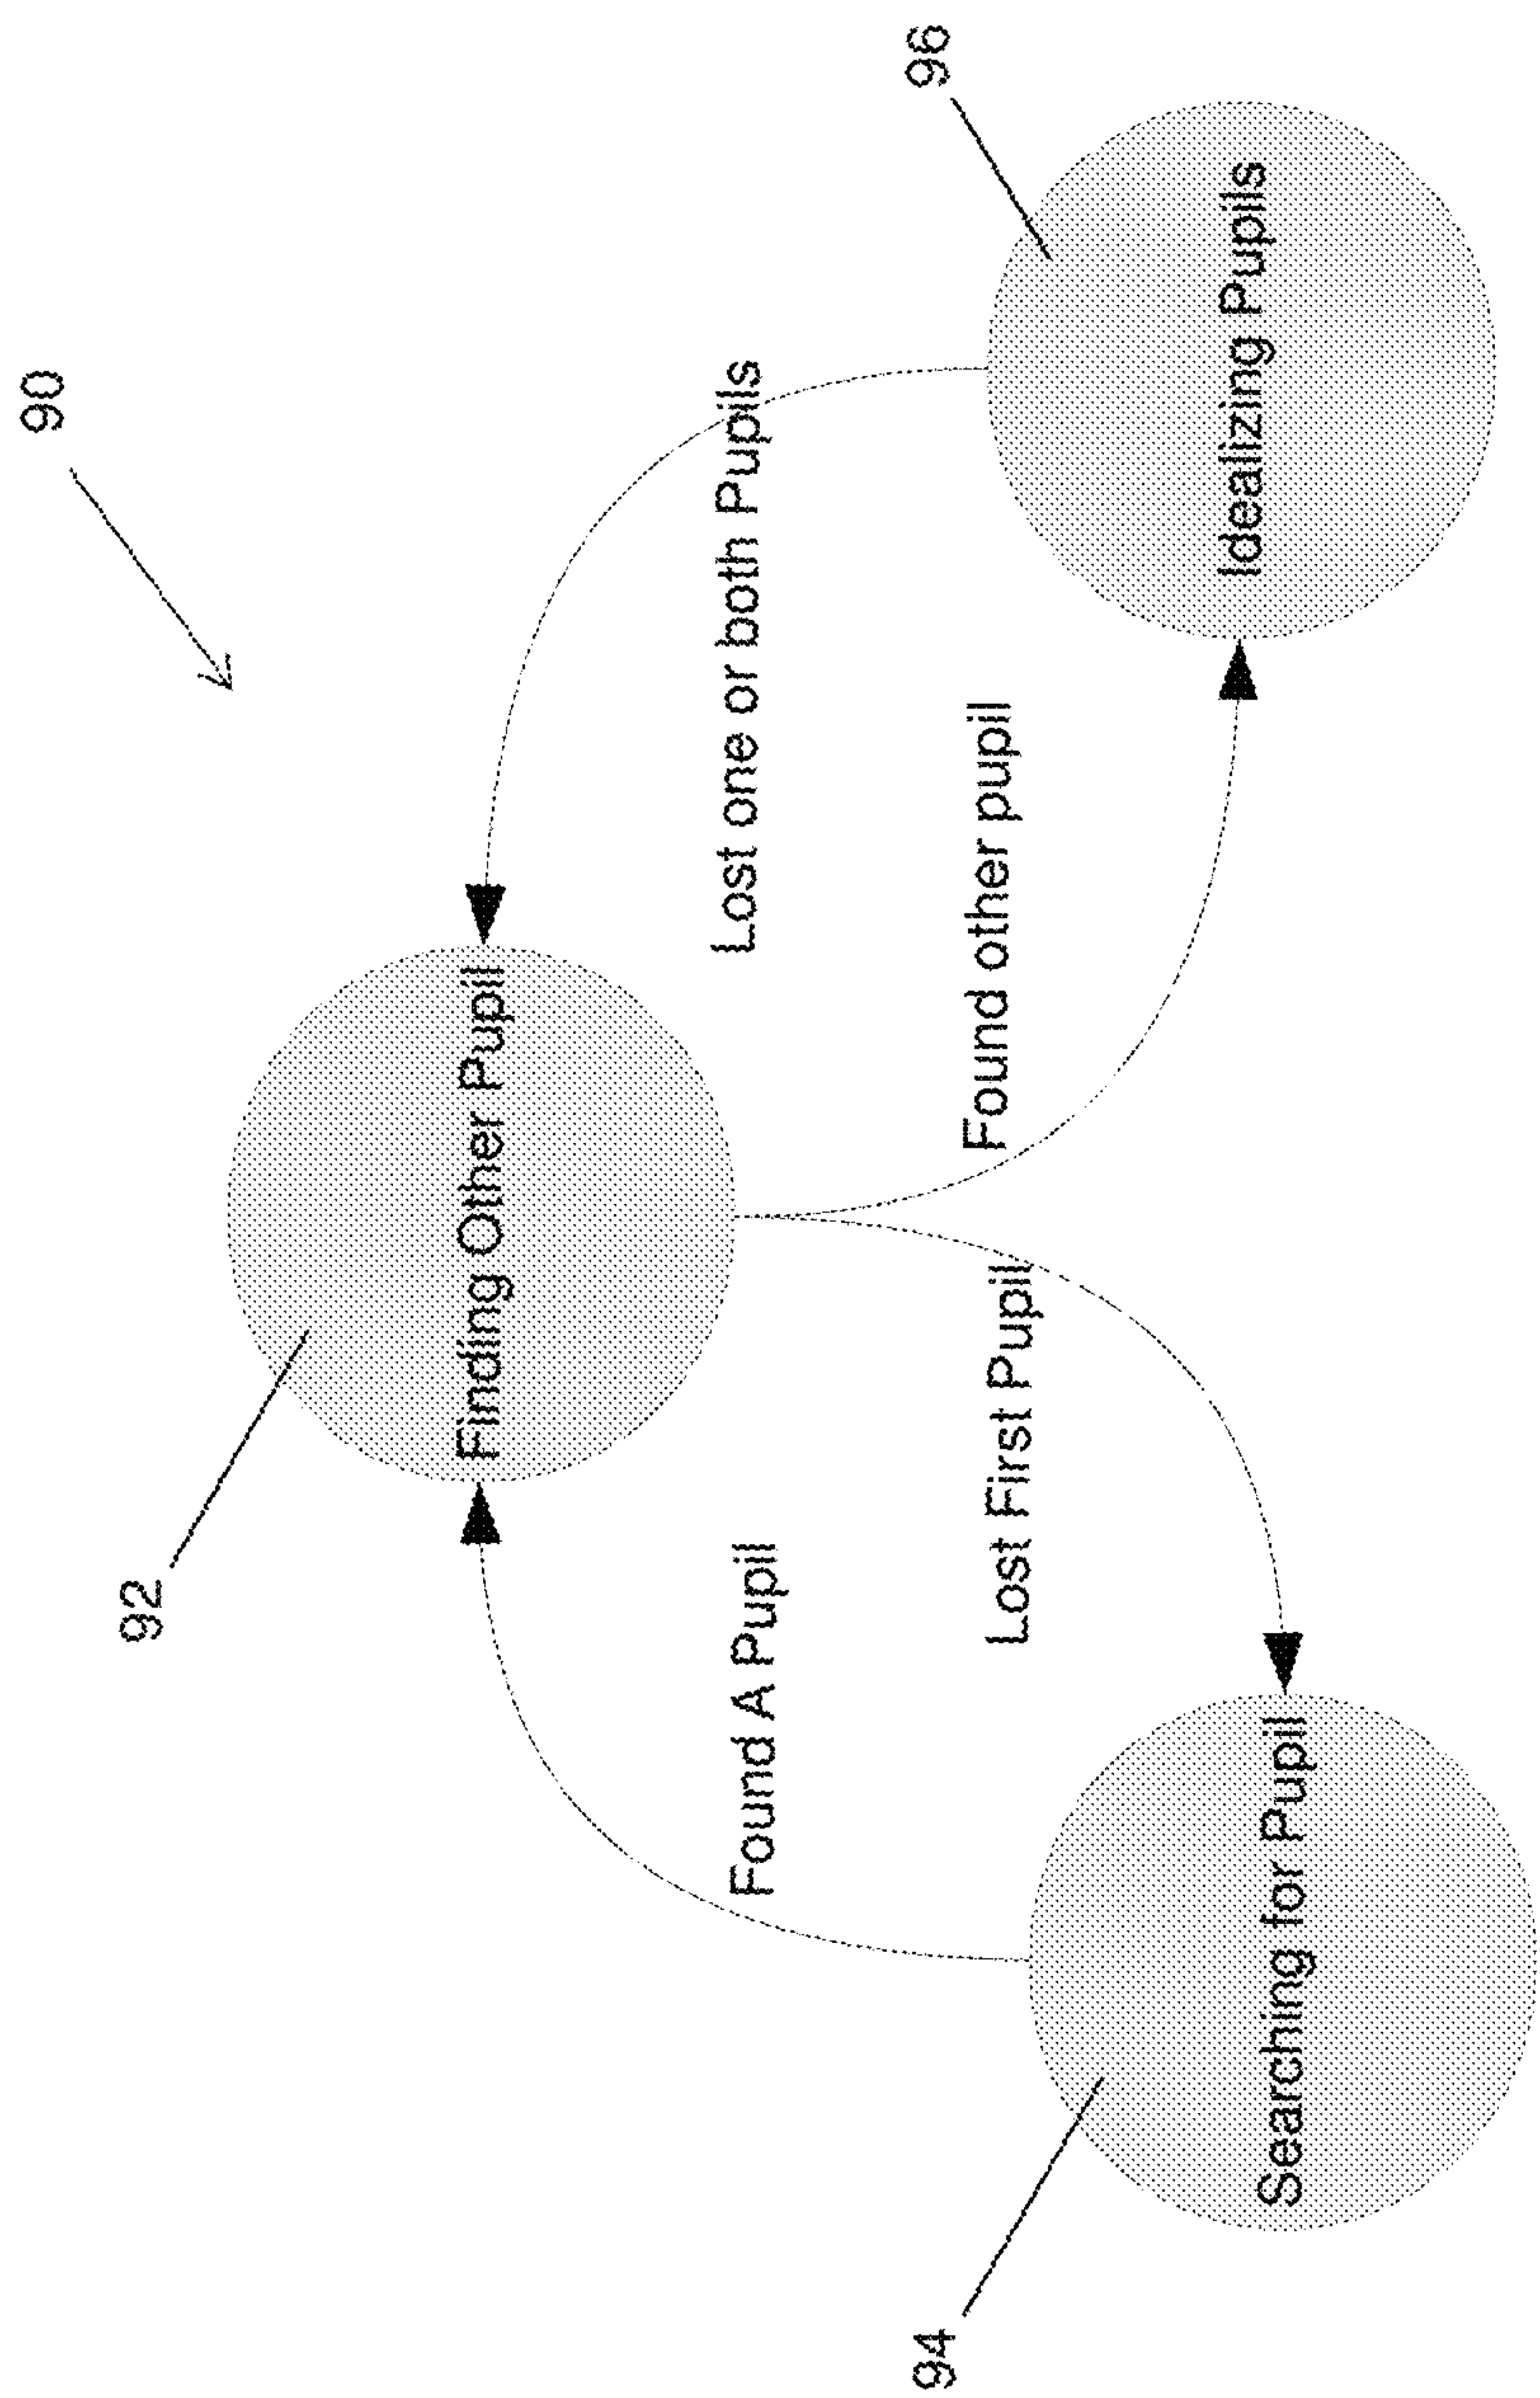 90
92
Finding Other Pupil
96
Found A Pupil
Lost one or both Pupils
Lost First Pupil
Found other pupil
94
Searching for Pupil
Idealizing Pupils